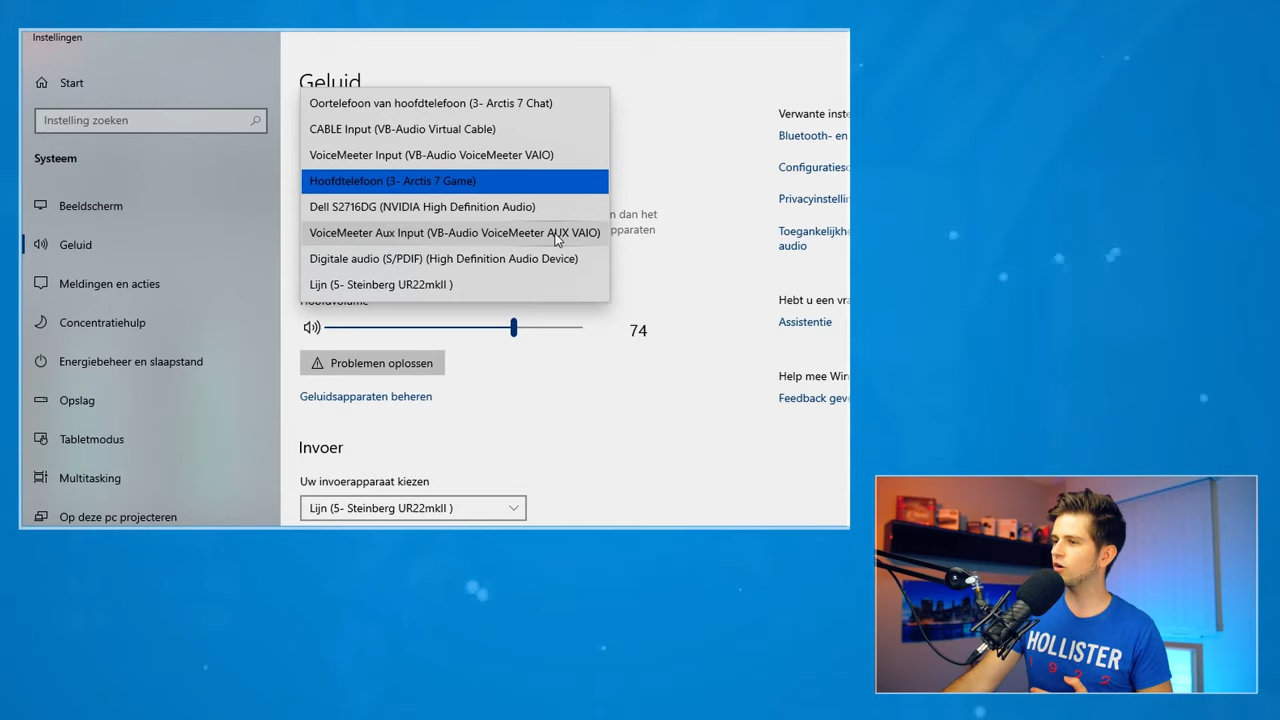 Instellingen
Start
Instelling zoeken
Systeem
Beeldscherm
Geluid
Meldingen en acties
Concentratiehulp
Energiebeheer en slaapstand
Opslag
Tabletmodus
Multitasking
Op deze pc projecteren
Geluid
Oortelefoon van hoofdtelefoon (3- Arctis 7 Chat)
CABLE Input (VB-Audio Virtual Cable)
VoiceMeeter Input (VB-Audio VoiceMeeter VAIO)
Hoofdtelefoon (3- Arctis 7 Game)
Dell S2716DG (NVIDIA High Definition Audio)
VoiceMeeter Aux Input (VB-Audio VoiceMeeter AUX VAIO)
Digitale audio (S/PDIF) (High Definition Audio Device)
Lijn (5- Steinberg UR22mkII )
n dan het
pparaten
Hoofdvolume
74
Problemen oplossen
Geluidsapparaten beheren
Invoer
Uw invoerapparaat kiezen
Lijn (5- Steinberg UR22mkII )
Verwante inste
Bluetooth- en
Configuraties
Privacyinstelli
Toegankelijkh
audio
Hebt u een vra
Assistentie
Help mee Win
Feedback geve
HOLLISTER
1922